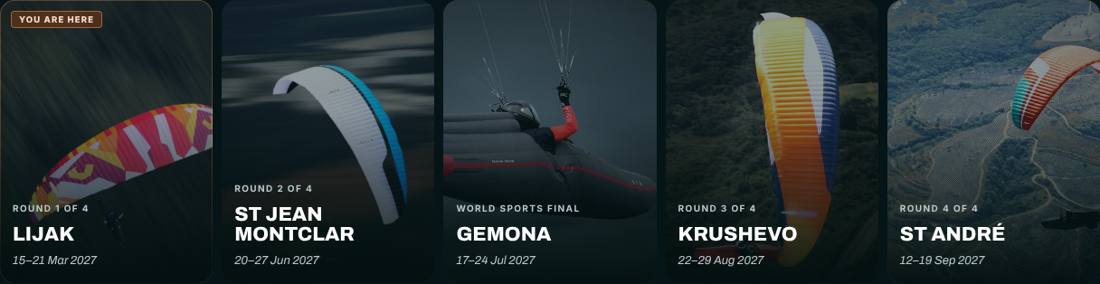 YOU ARE HERE
ROUND 1 OF 4
LIJAK
15–21 Mar 2027
ROUND 2 OF 4
ST JEAN
MONTCLAR
20–27 Jun 2027
WORLD SPORTS FINAL
GEMONA
17–24 Jul 2027
ROUND 3 OF 4
KRUSHEVO
22–29 Aug 2027
ROUND 4 OF 4
ST ANDRÉ
12–19 Sep 2027